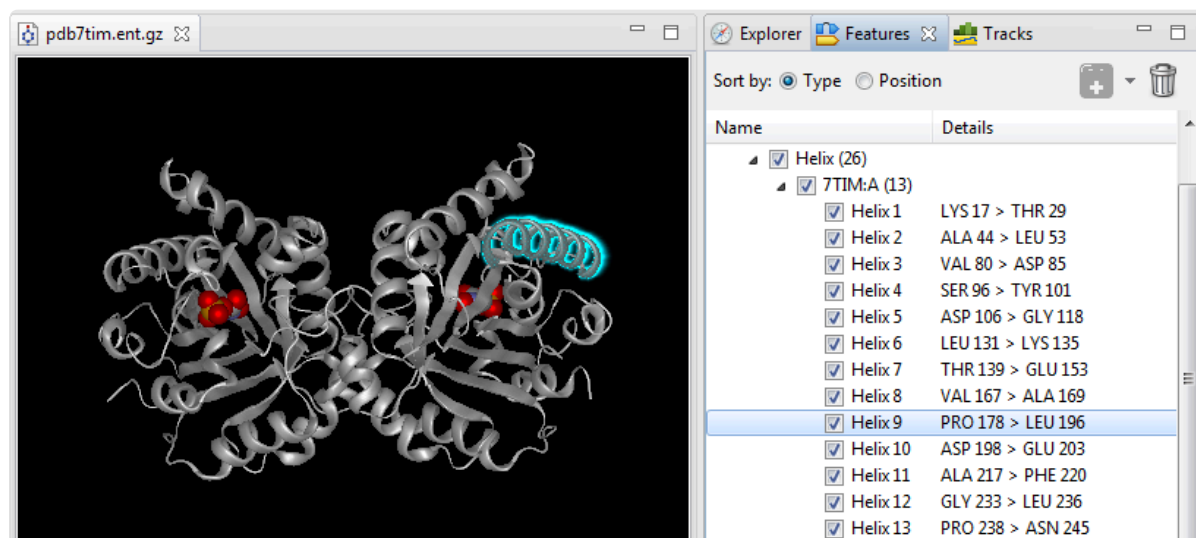 pdb7tim.ent.gz
Explorer Features Tracks
Sort by: Type Position
Name Details
Helix (26)
7TIM:A (13)
Helix 1 LYS 17 > THR 29
Helix 2 ALA 44 > LEU 53
Helix 3 VAL 80 > ASP 85
Helix 4 SER 96 > TYR 101
Helix 5 ASP 106 > GLY 118
Helix 6 LEU 131 > LYS 135
Helix 7 THR 139 > GLU 153
Helix 8 VAL 167 > ALA 169
Helix 9 PRO 178 > LEU 196
Helix 10 ASP 198 > GLU 203
Helix 11 ALA 217 > PHE 220
Helix 12 GLY 233 > LEU 236
Helix 13 PRO 238 > ASN 245